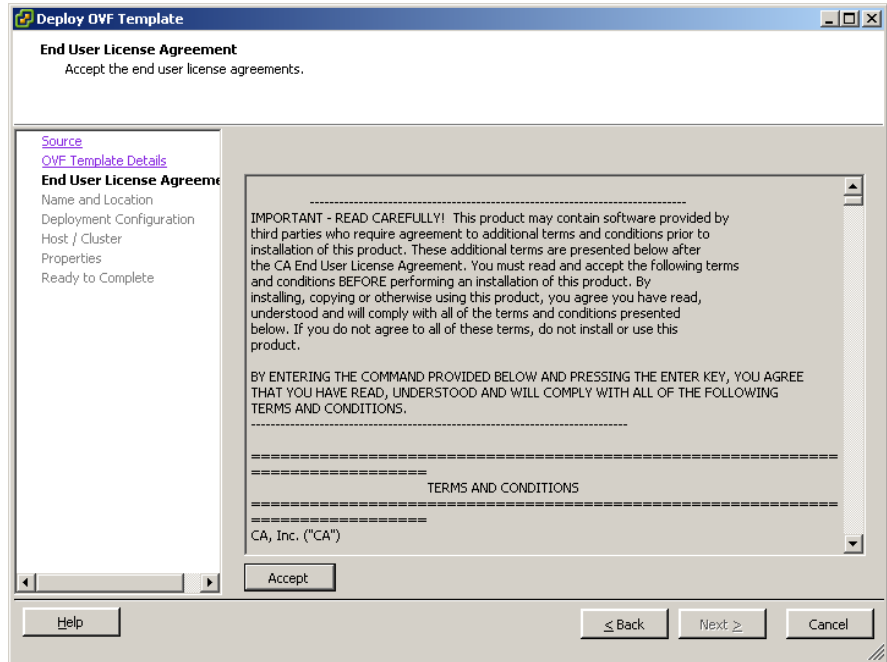 Deploy OVF Template
End User License Agreement
Accept the end user license agreements.
Source
OVF Template Details
End User License Agreeme
Name and Location
Deployment Configuration
Host / Cluster
Properties
Ready to Complete
--------------------------------------------------------------------------
IMPORTANT - READ CAREFULLY!  This product may contain software provided by
third parties who require agreement to additional terms and conditions prior to
installation of this product. These additional terms are presented below after
the CA End User License Agreement. You must read and accept the following terms
and conditions BEFORE performing an installation of this product. By
installing, copying or otherwise using this product, you agree you have read,
understood and will comply with all of the terms and conditions presented
below. If you do not agree to all of these terms, do not install or use this
product.
BY ENTERING THE COMMAND PROVIDED BELOW AND PRESSING THE ENTER KEY, YOU AGREE
THAT YOU HAVE READ, UNDERSTOOD AND WILL COMPLY WITH ALL OF THE FOLLOWING
TERMS AND CONDITIONS.
--------------------------------------------------------------------------
============================================================
==================
TERMS AND CONDITIONS
============================================================
==================
CA, Inc. ("CA")
Accept
Help
< Back
Next >
Cancel